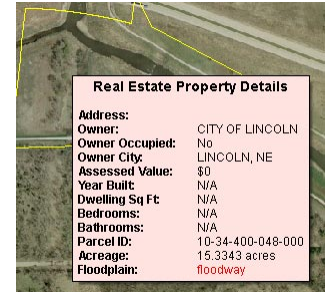 Real Estate Property Details
Address:
Owner: CITY OF LINCOLN
Owner Occupied: No
Owner City: LINCOLN, NE
Assessed Value: $0
Year Built: N/A
Dwelling Sq Ft: N/A
Bedrooms: N/A
Bathrooms: N/A
Parcel ID: 10-34-400-048-000
Acreage: 15.3343 acres
Floodplain: floodway